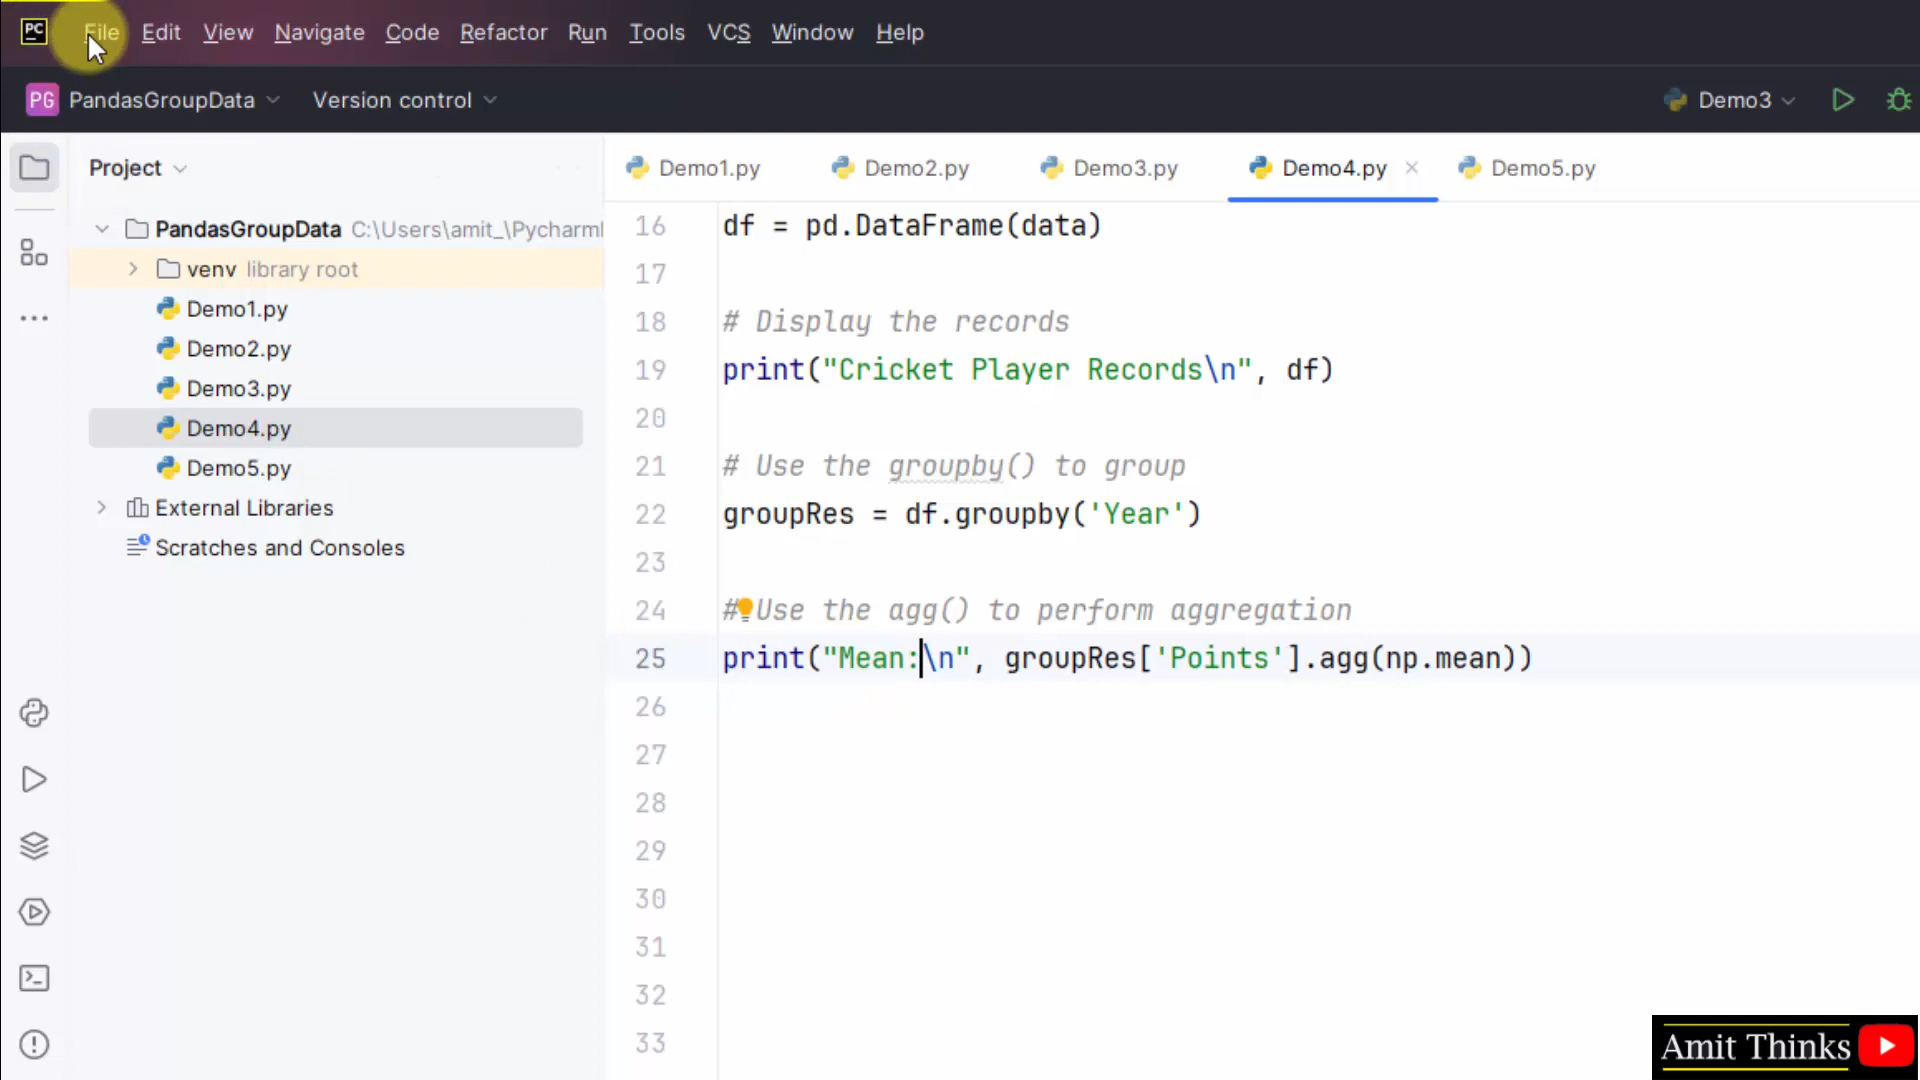 PC File Edit View Navigate Code Refactor Run Tools VCS Window Help
PG PandasGroupData Version control Demo3
Project
Demo1.py Demo2.py Demo3.py Demo4.py Demo5.py
PandasGroupData C:\Users\amit_\Pycharm
venv library root
Demo1.py
Demo2.py
Demo3.py
Demo4.py
Demo5.py
External Libraries
Scratches and Consoles
16 df = pd.DataFrame(data)
17
18 # Display the records
19 print("Cricket Player Records\n", df)
20
21 # Use the groupby() to group
22 groupRes = df.groupby('Year')
23
24 # Use the agg() to perform aggregation
25 print("Mean:\n", groupRes['Points'].agg(np.mean))
26
27
28
29
30
31
32
33
Amit Thinks